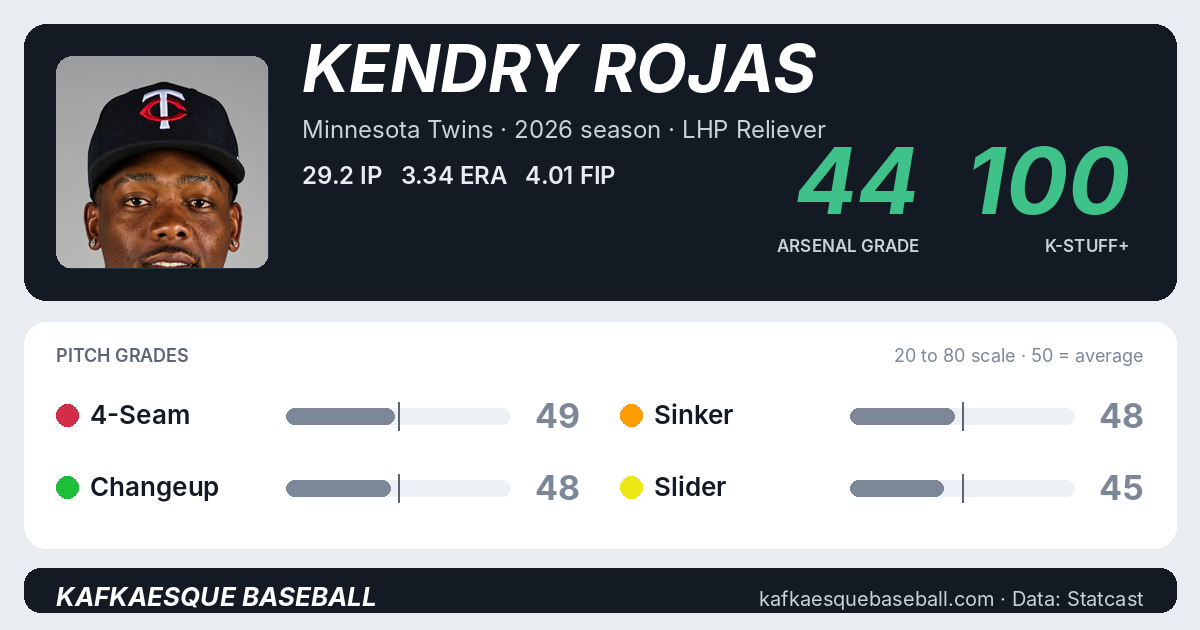 KENDRY ROJAS
Minnesota Twins · 2026 season · LHP Reliever
29.2 IP 3.34 ERA 4.01 FIP
44 100
ARSENAL GRADE K-STUFF+
PITCH GRADES 20 to 80 scale · 50 = average
4-Seam 49 Sinker 48
Changeup 48 Slider 45
KAFKAESQUE BASEBALL kafkaesquebaseball.com · Data: Statcast